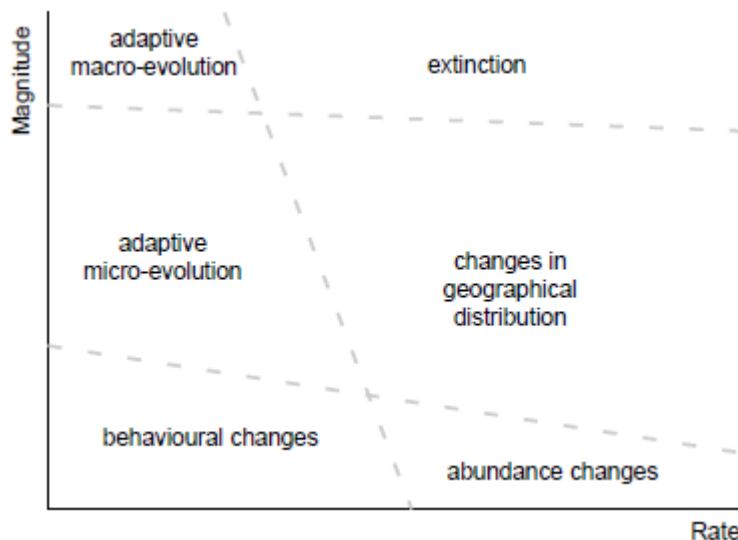 Magnitude
adaptive
macro-evolution
extinction
adaptive
micro-evolution
changes in
geographical
distribution
behavioural changes
abundance changes
Rate